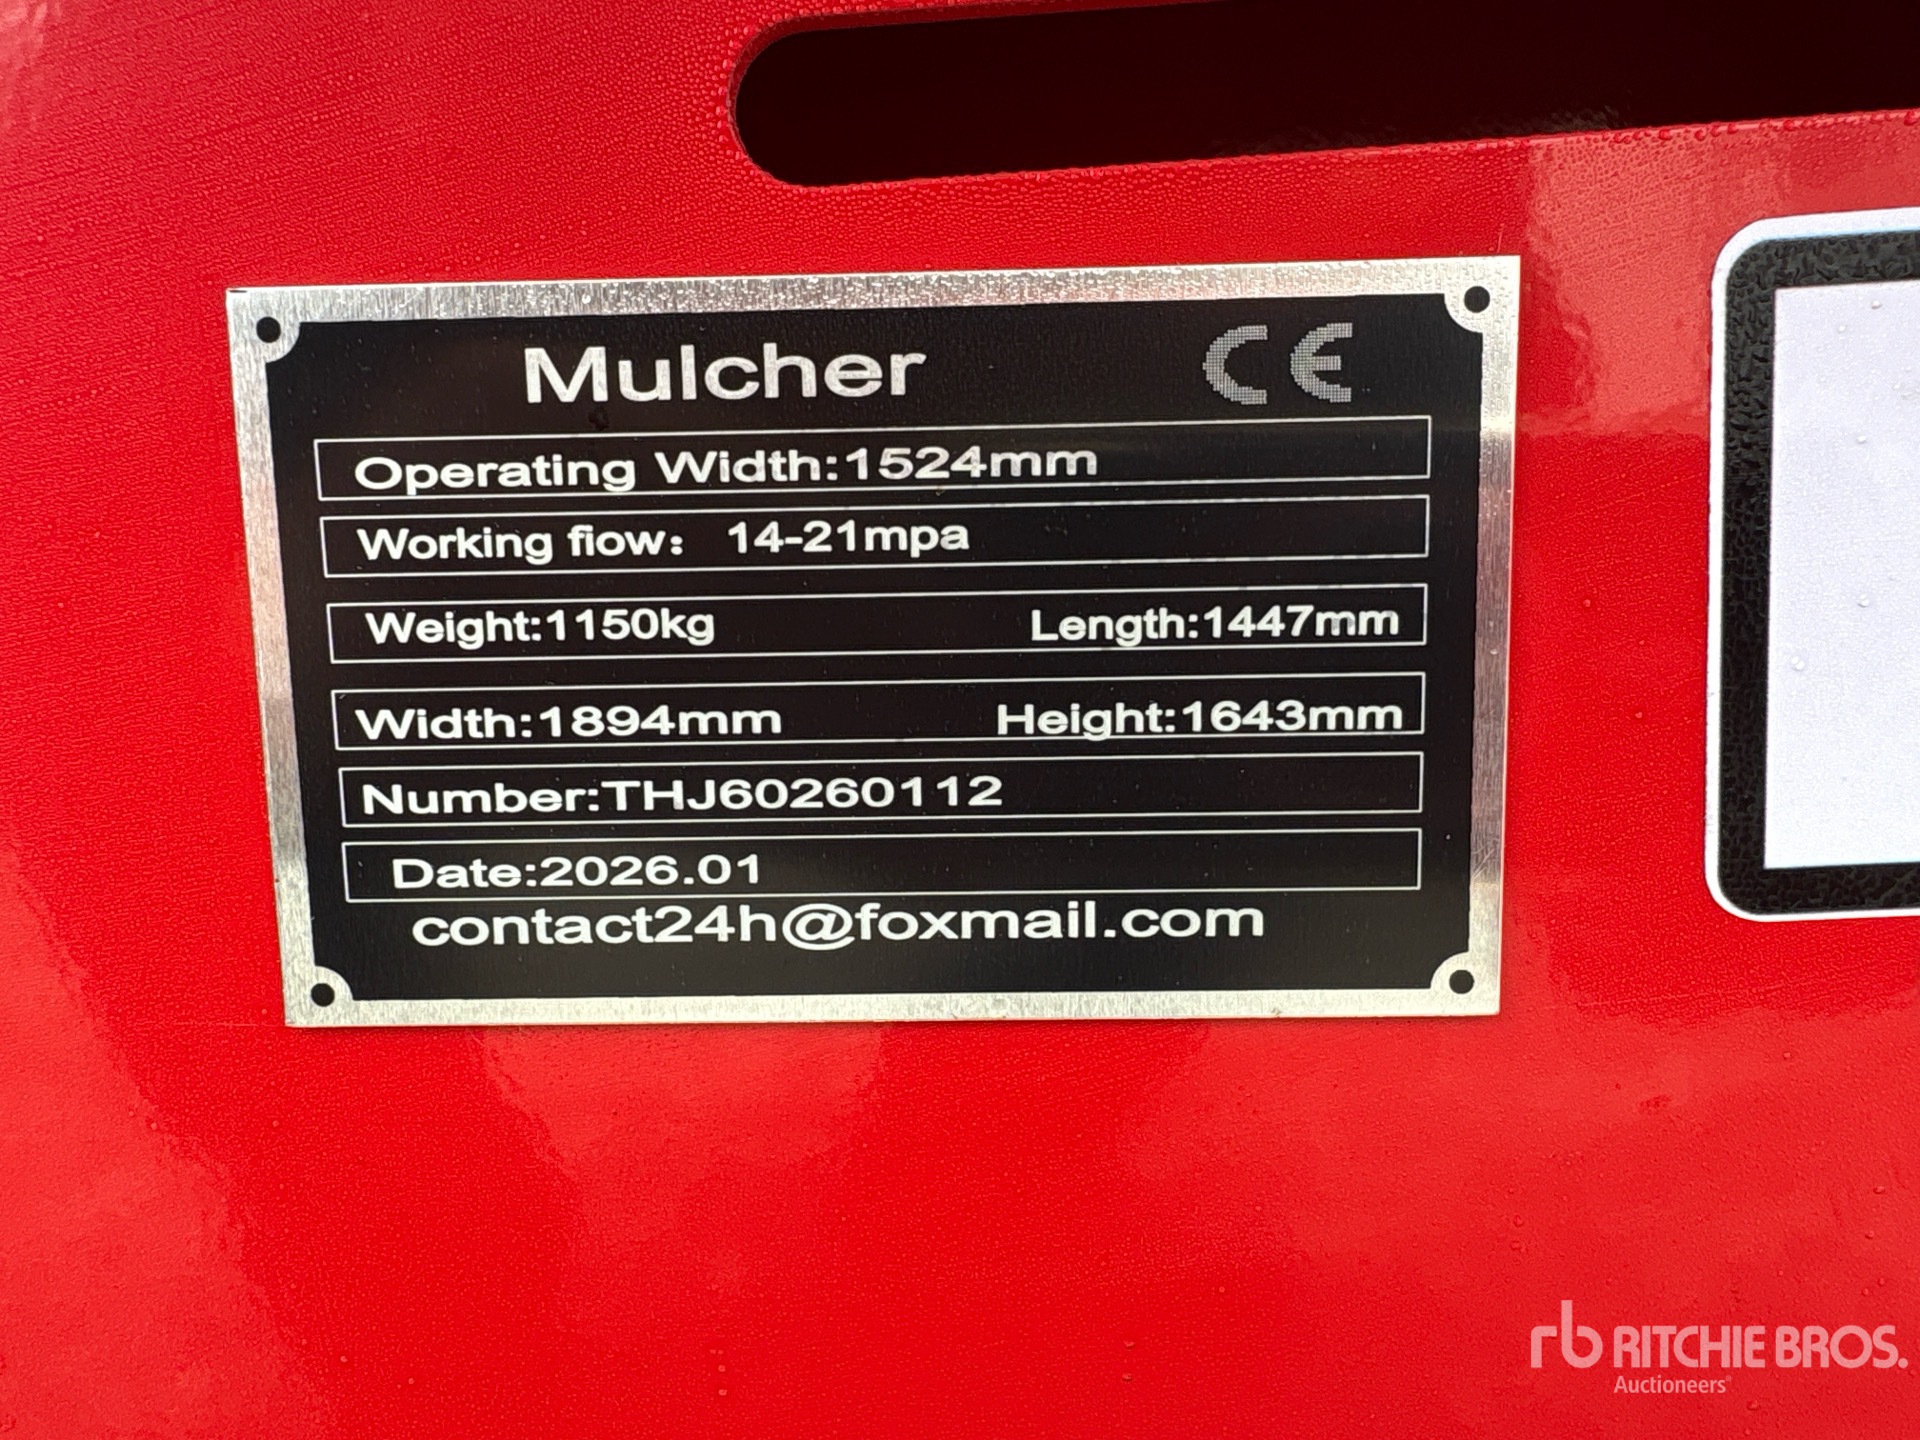 Mulcher CE
Operating Width:1524mm
Working flow: 14-21mpa
Weight:1150kg Length:1447mm
Width:1894mm Height:1643mm
Number:THJ60260112
Date:2026.01
contact24h@foxmail.com
rb RITCHIE BROS.
Auctioneers